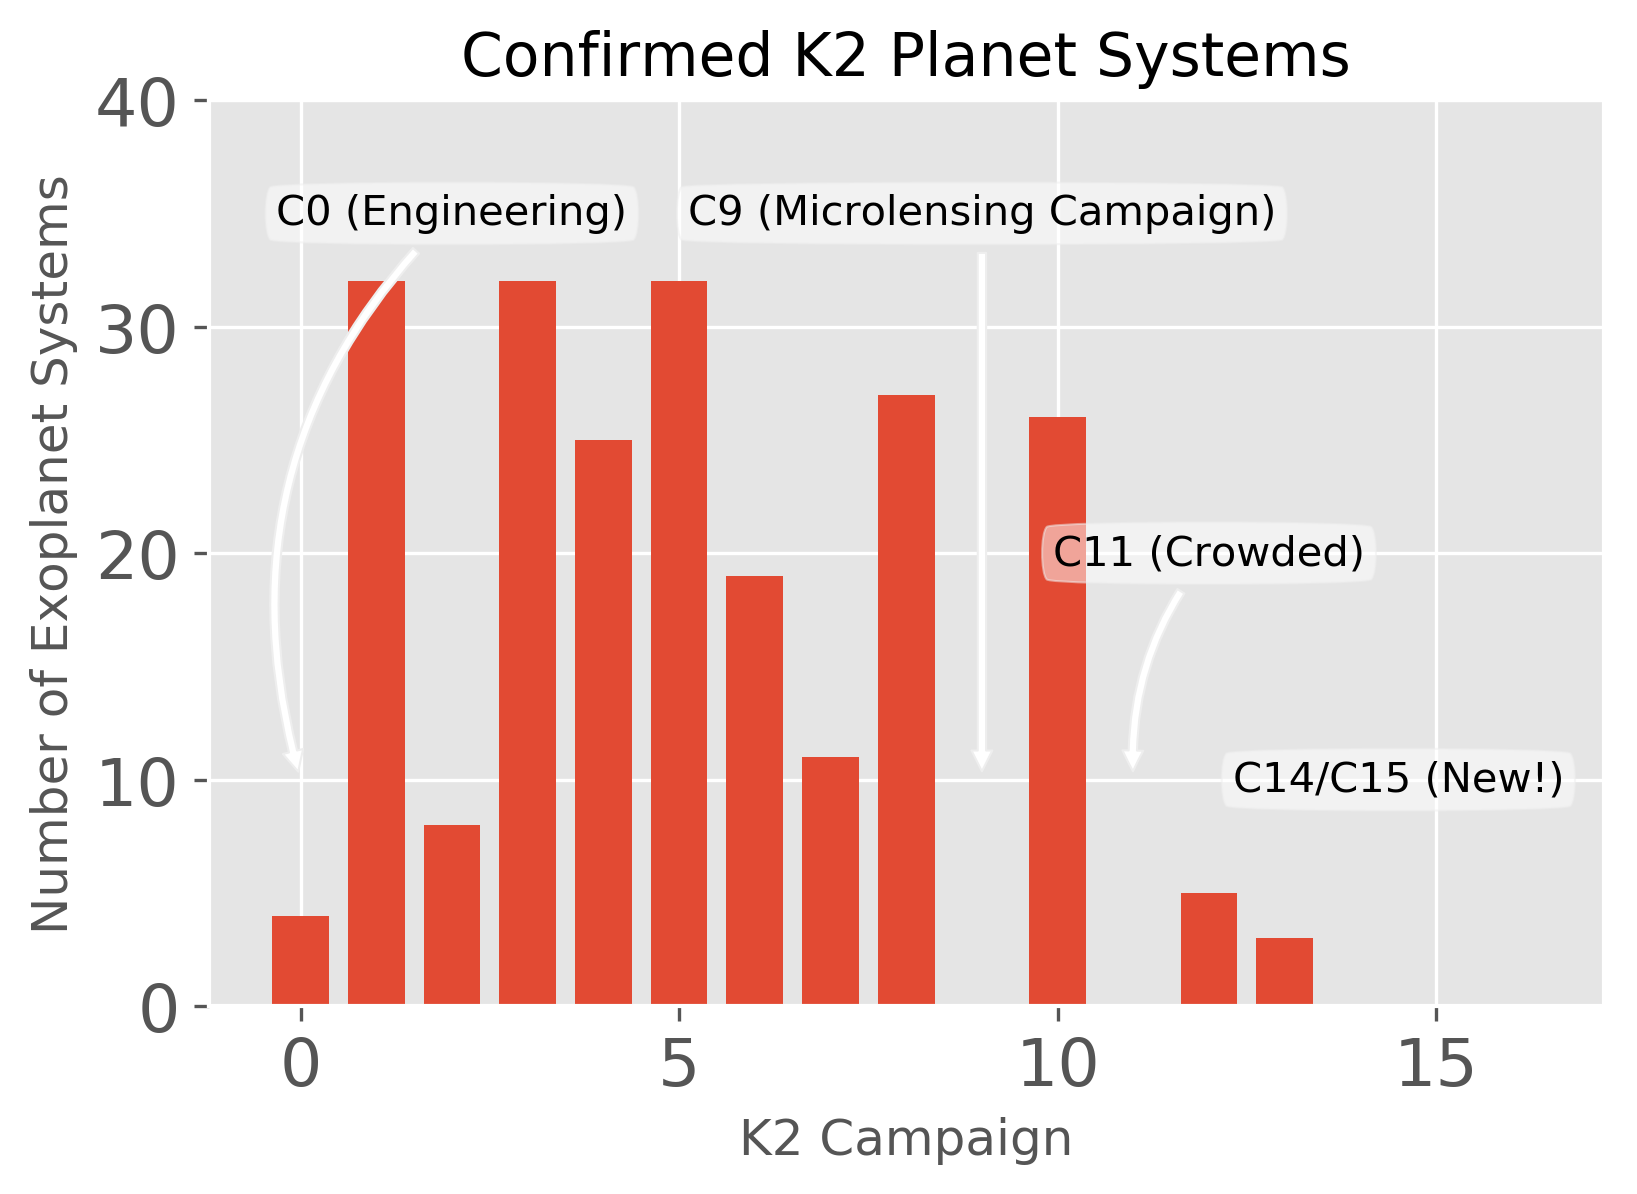 Confirmed K2 Planet Systems
40
30
20
10
0
Number of Exoplanet Systems
C0 (Engineering)
C9 (Microlensing Campaign)
C11 (Crowded)
C14/C15 (New!)
0
5
10
15
K2 Campaign